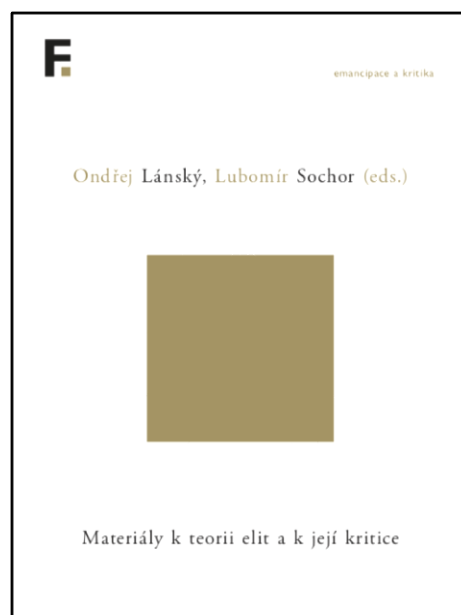 F.
emancipace a kritika
Ondřej Lánský, Lubomír Sochor (eds.)
Materiály k teorii elit a k její kritice